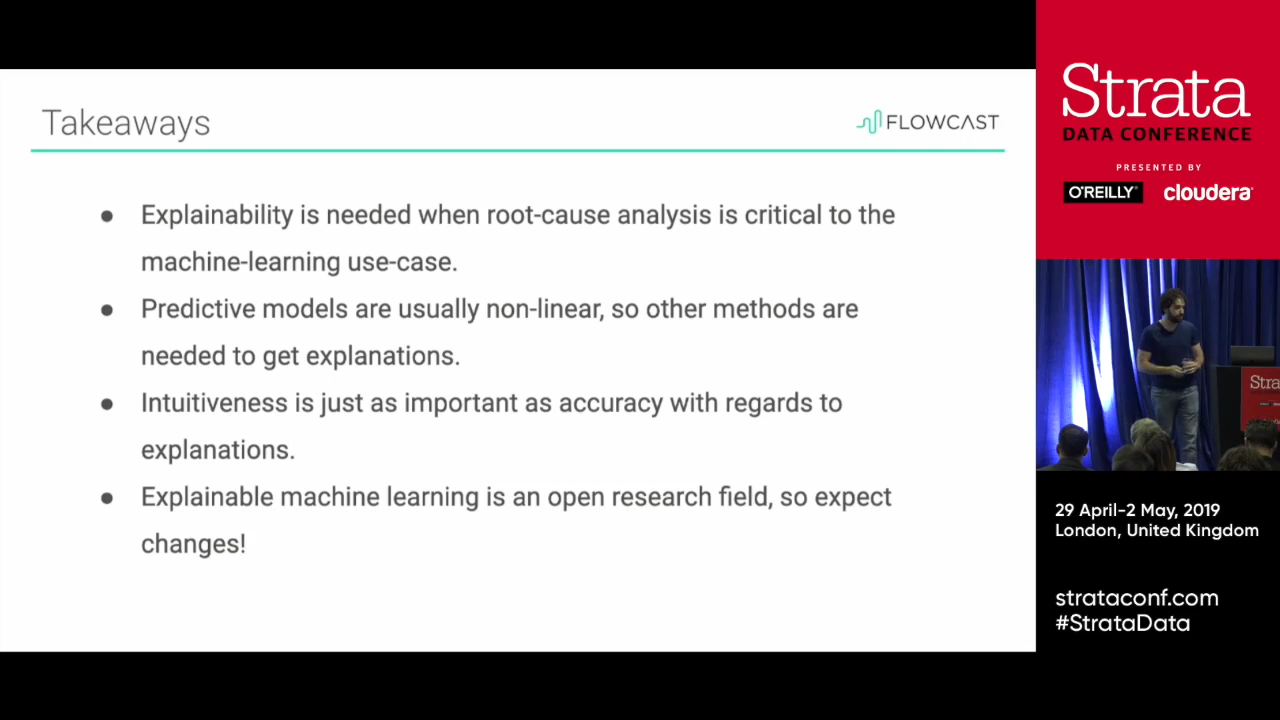 Takeaways
FLOWCAST
● Explainability is needed when root-cause analysis is critical to the
machine-learning use-case.
● Predictive models are usually non-linear, so other methods are
needed to get explanations.
● Intuitiveness is just as important as accuracy with regards to
explanations.
● Explainable machine learning is an open research field, so expect
changes!
Strata
DATA CONFERENCE
PRESENTED BY
O'REILLY® cloudera®
Stra
29 April–2 May, 2019
London, United Kingdom
strataconf.com
#StrataData